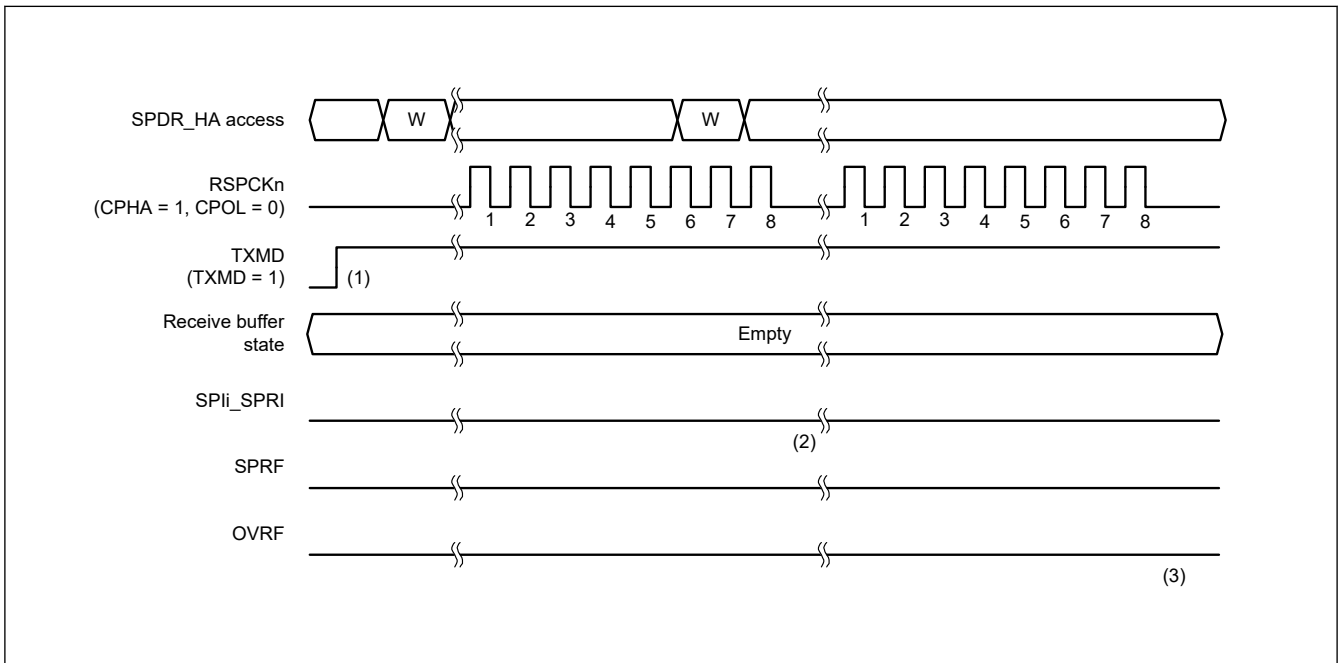 SPDR_HA access
W
W
RSPCKn
(CPHA = 1, CPOL = 0)
1 2 3 4 5 6 7 8
1 2 3 4 5 6 7 8
TXMD
(TXMD = 1)
(1)
Receive buffer
state
Empty
SPIi_SPRI
(2)
SPRF
OVRF
(3)